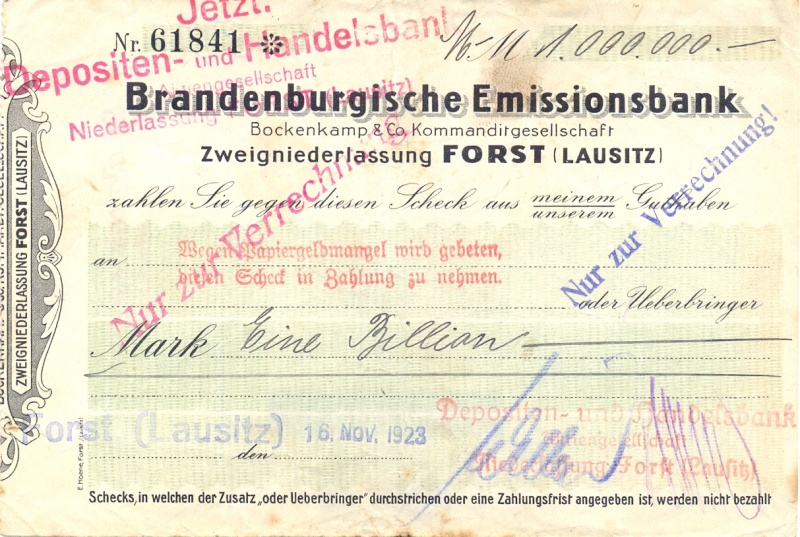 Jetzt:
Nr. 61841 *
Depositen- und Handelsbank
Aktiengesellschaft
Niederlassung Forst (Lausitz)
1.000.000.—
Brandenburgische Emissionsbank
Bockenkamp & Co, Kommanditgesellschaft
Zweigniederlassung FORST (LAUSITZ)
zahlen Sie gegen diesen Scheck aus meinem Guthaben
unserem
Nur zur Verrechnung
Nur zur Verrechnung!
an
Wegen Papiergeldmangel wird gebeten,
diesen Scheck in Zahlung zu nehmen.
oder Ueberbringer
Mark Eine Billion
Forst (Lausitz) 16. NOV. 1923
den
Depositen- und Handelsbank
Aktiengesellschaft
Niederlassung Forst (Lausitz)
Schecks, in welchen der Zusatz „oder Ueberbringer" durchstrichen oder eine Zahlungsfrist angegeben ist, werden nicht bezahlt
ZWEIGNIEDERLASSUNG FORST (LAUSITZ)
E. Hoene, Forst (Lausitz)